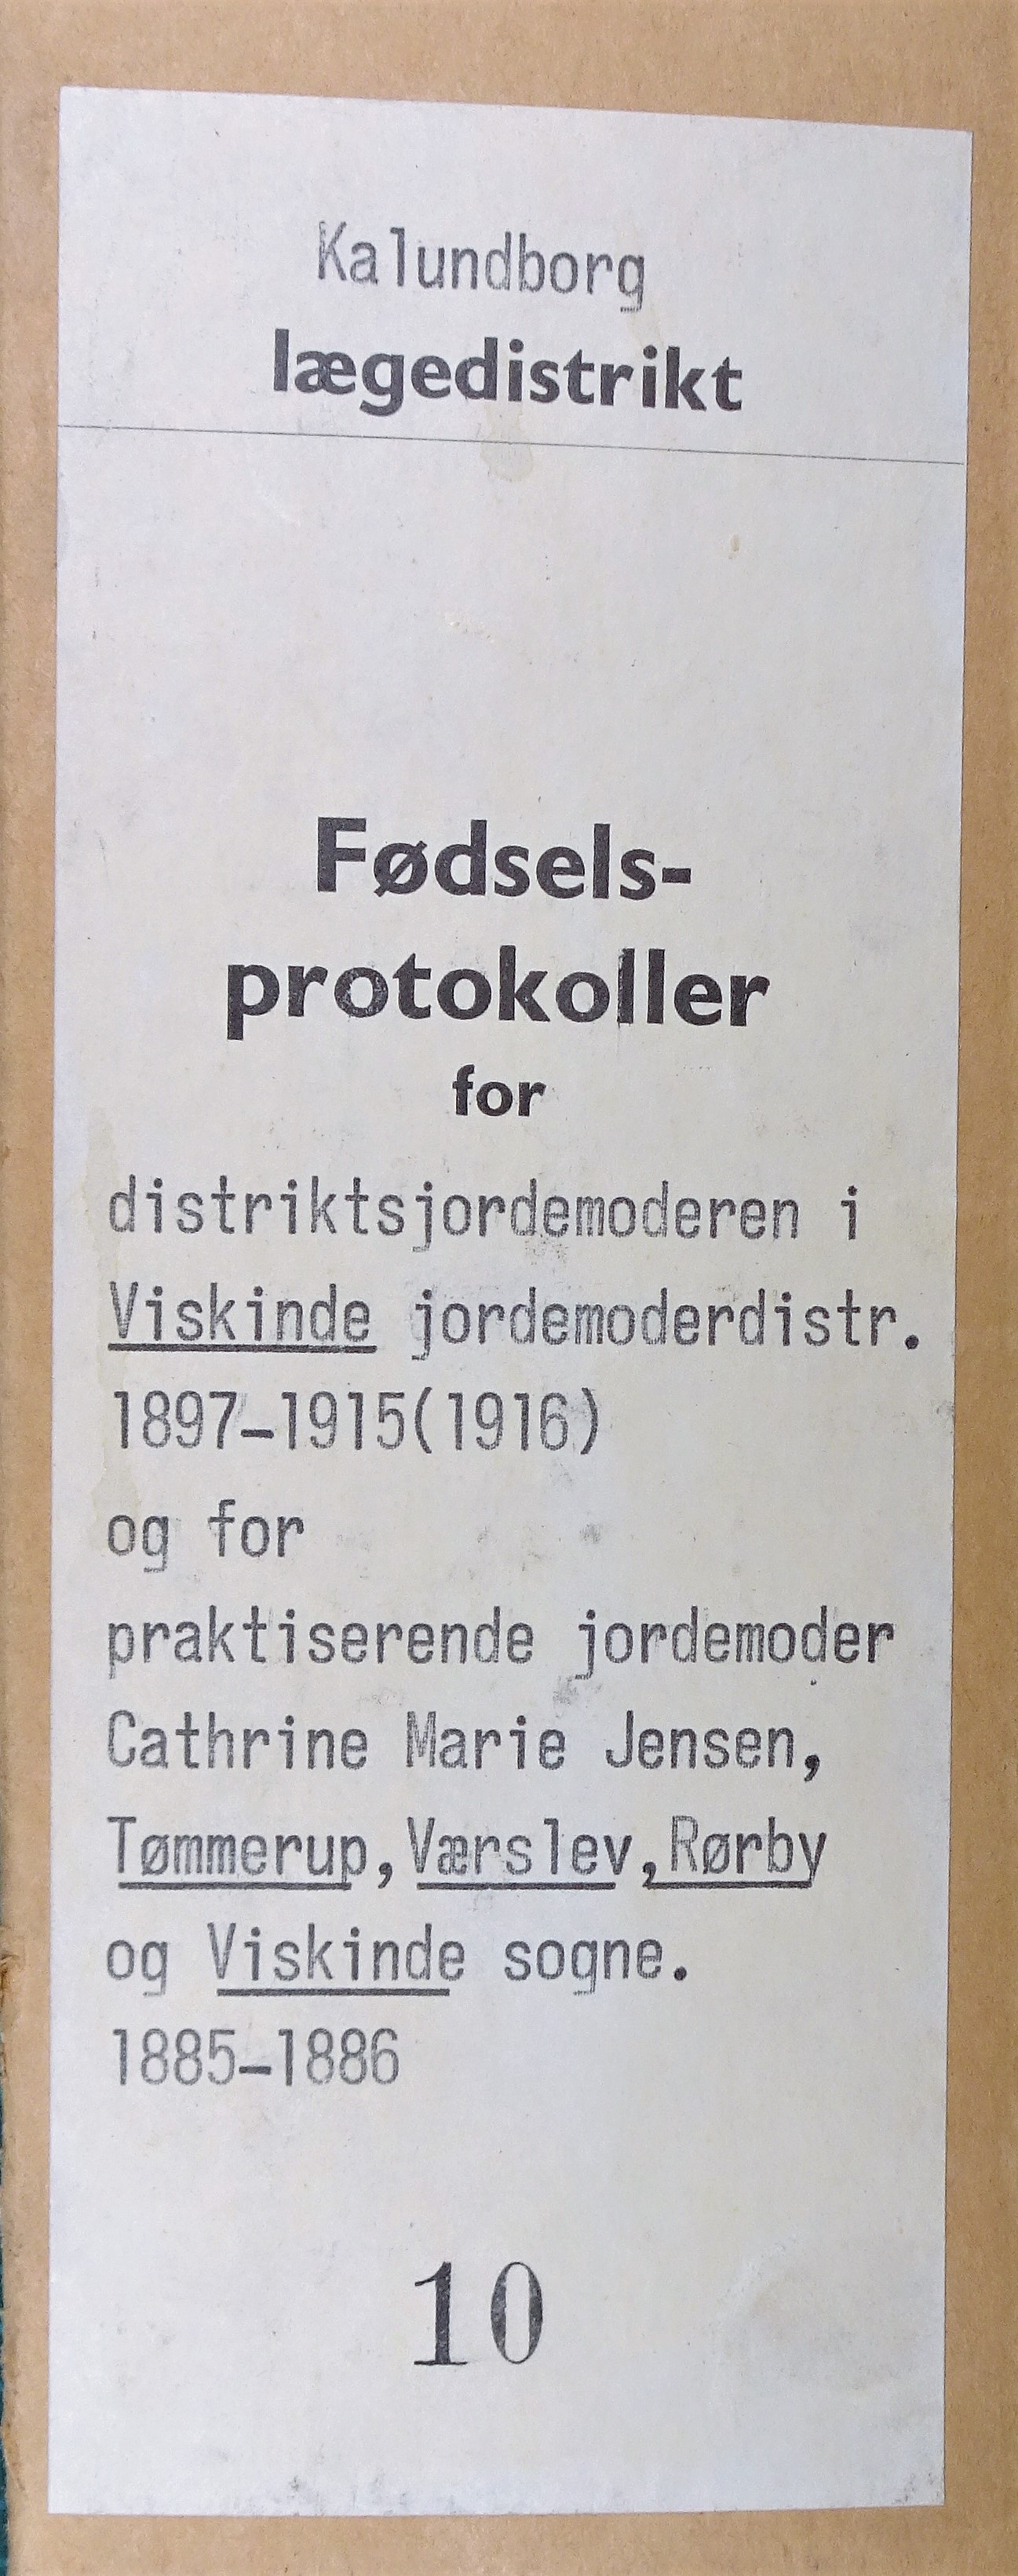 Kalundborg
lægedistrikt
Fødsels-
protokoller
for
distriktsjordemoderen i
Viskinde jordemoderdistr.
1897-1915(1916)
og for
praktiserende jordemoder
Cathrine Marie Jensen,
Tømmerup, Værslev, Rørby
og Viskinde sogne.
1885-1886
10